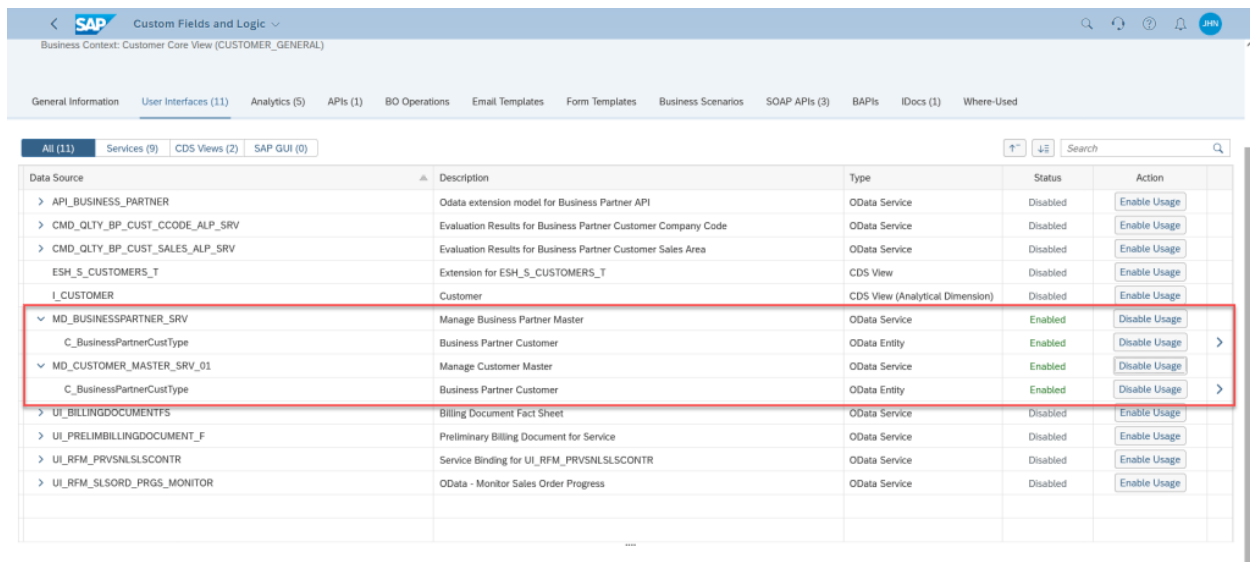 SAP Custom Fields and Logic JHN
Business Context: Customer Core View (CUSTOMER_GENERAL)
General Information User Interfaces (11) Analytics (5) APIs (1) BO Operations Email Templates Form Templates Business Scenarios SOAP APIs (3) BAPIs IDocs (1) Where-Used
All (11) Services (9) CDS Views (2) SAP GUI (0) Search
Data Source Description Type Status Action
API_BUSINESS_PARTNER Odata extension model for Business Partner API OData Service Disabled Enable Usage
CMD_QLTY_BP_CUST_CCODE_ALP_SRV Evaluation Results for Business Partner Customer Company Code OData Service Disabled Enable Usage
CMD_QLTY_BP_CUST_SALES_ALP_SRV Evaluation Results for Business Partner Customer Sales Area OData Service Disabled Enable Usage
ESH_S_CUSTOMERS_T Extension for ESH_S_CUSTOMERS_T CDS View Disabled Enable Usage
I_CUSTOMER Customer CDS View (Analytical Dimension) Disabled Enable Usage
MD_BUSINESSPARTNER_SRV Manage Business Partner Master OData Service Enabled Disable Usage
C_BusinessPartnerCustType Business Partner Customer OData Entity Enabled Disable Usage
MD_CUSTOMER_MASTER_SRV_01 Manage Customer Master OData Service Enabled Disable Usage
C_BusinessPartnerCustType Business Partner Customer OData Entity Enabled Disable Usage
UI_BILLINGDOCUMENTFS Billing Document Fact Sheet OData Service Disabled Enable Usage
UI_PRELIMBILLINGDOCUMENT_F Preliminary Billing Document for Service OData Service Disabled Enable Usage
UI_RFM_PRVSNLSLSCONTR Service Binding for UI_RFM_PRVSNLSLSCONTR OData Service Disabled Enable Usage
UI_RFM_SLSORD_PRGS_MONITOR OData - Monitor Sales Order Progress OData Service Disabled Enable Usage